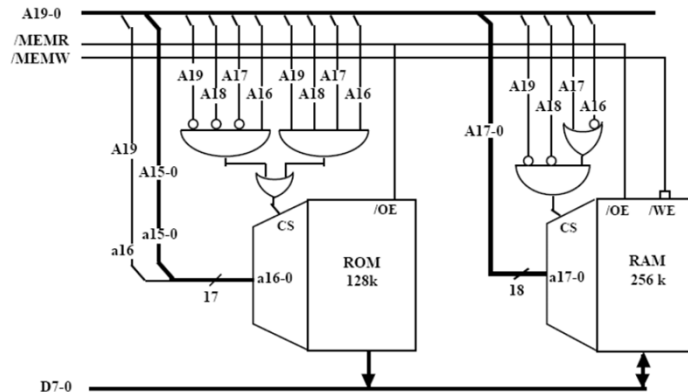 A19-0
/MEMR
/MEMW
A19
A18
A17
A16
A19
A18
A17
A16
A19
A18
A17
A16
A17-0
A19
A15-0
a16
a15-0
CS
/OE
ROM
128k
a16-0
17
CS
/OE
/WE
RAM
256 k
a17-0
18
D7-0